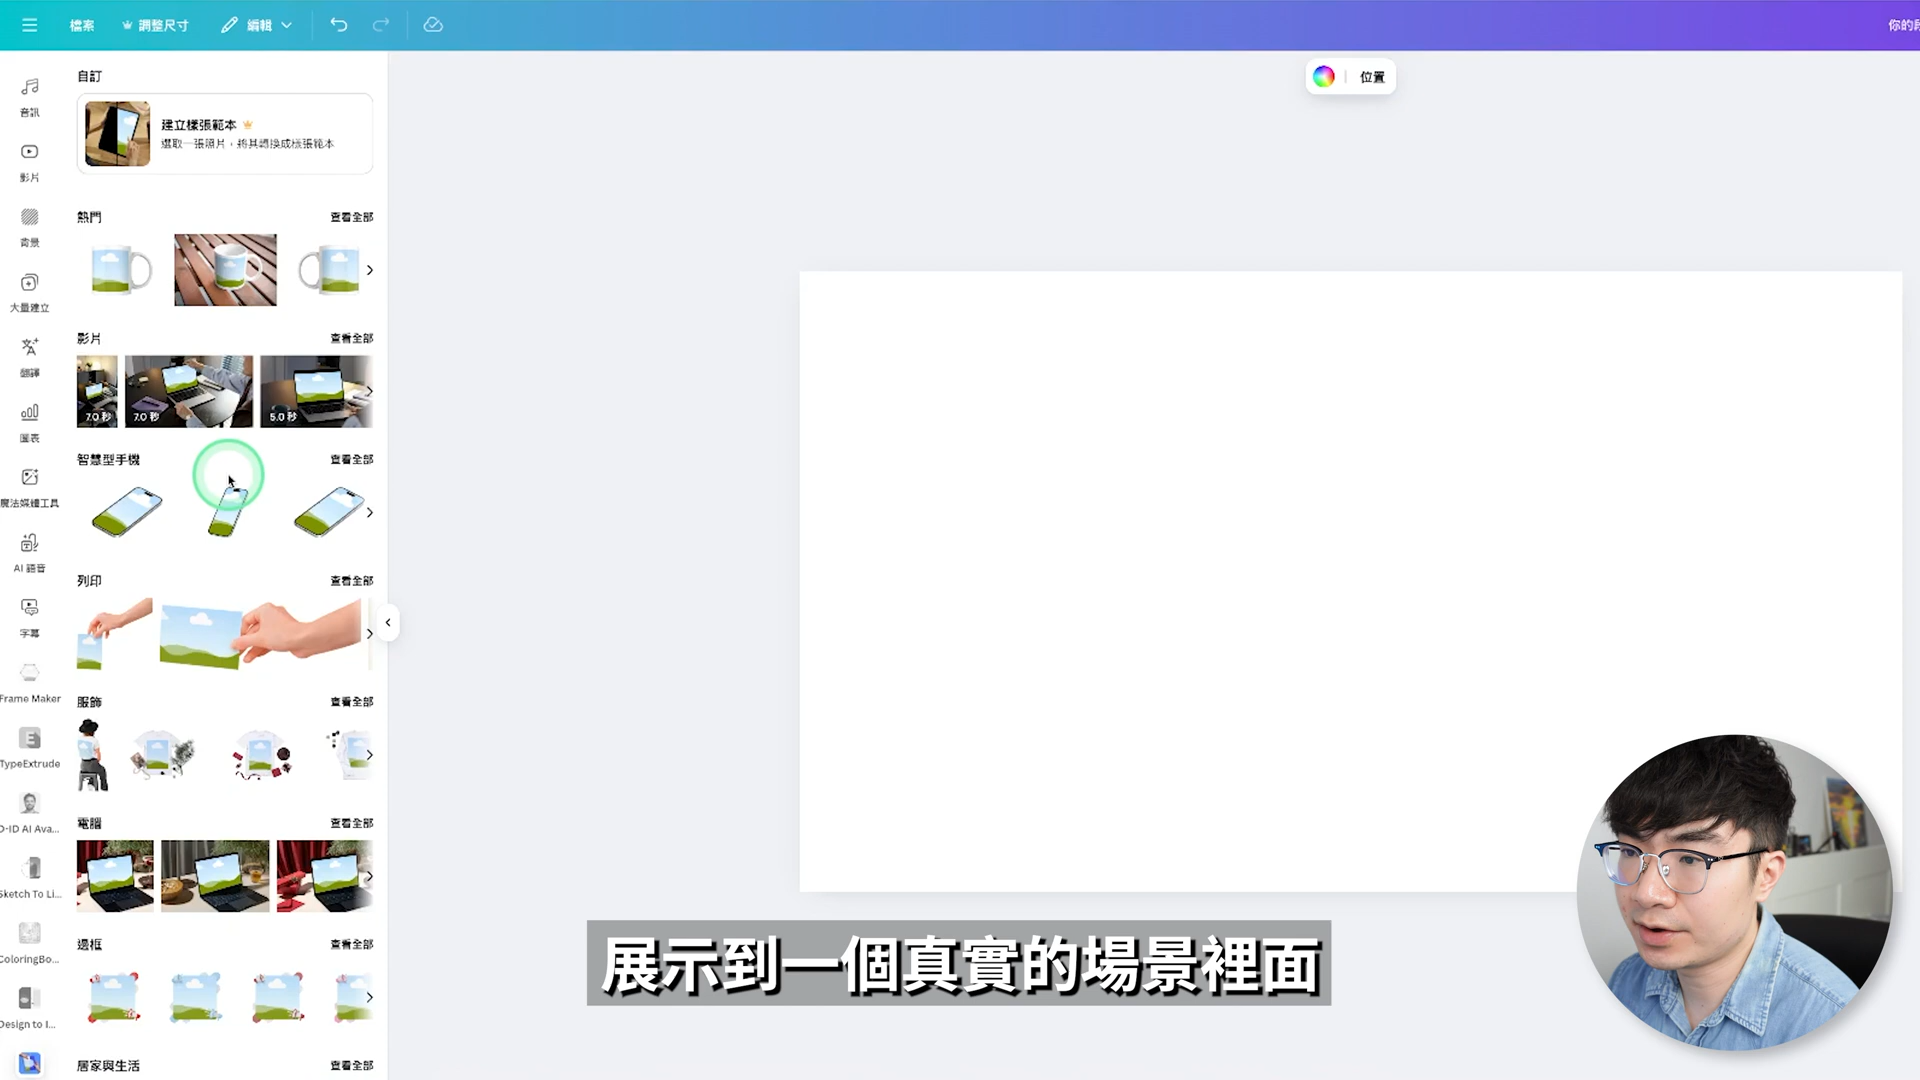 檔案
調整尺寸
編輯
音訊
影片
背景
大量建立
翻譯
圖表
魔法媒體工具
AI 語音
字幕
Frame Maker
TypeExtrude
D-ID AI Ava...
Sketch To Li...
ColoringBo...
Design to I...
自訂
建立樣張範本
選取一張照片，將其轉換成樣張範本
熱門
查看全部
影片
查看全部
7.0 秒
7.0 秒
5.0 秒
智慧型手機
查看全部
列印
查看全部
服飾
查看全部
電腦
查看全部
邊框
查看全部
居家與生活
查看全部
位置
展示到一個真實的場景裡面